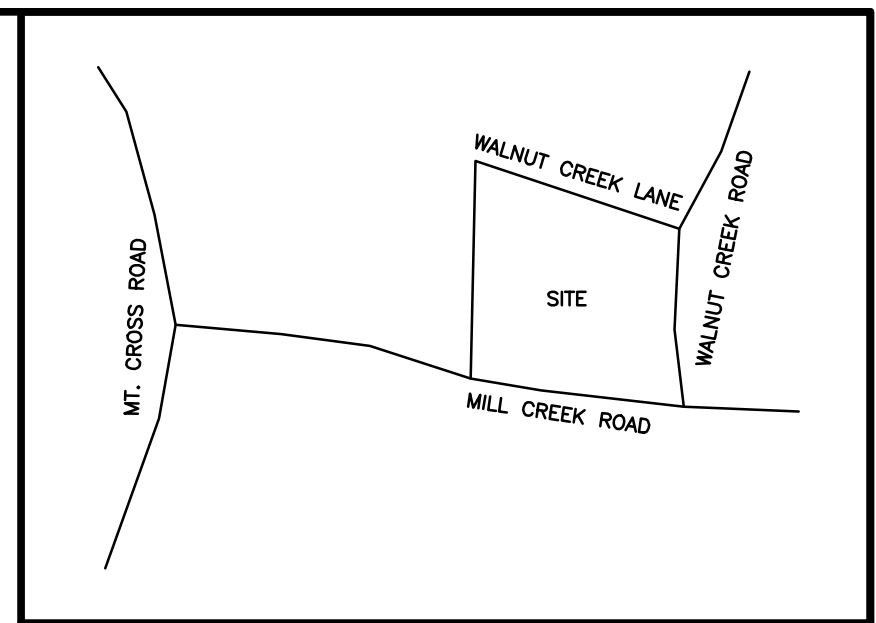 WALNUT CREEK LANE
WALNUT CREEK ROAD
MT. CROSS ROAD
SITE
MILL CREEK ROAD